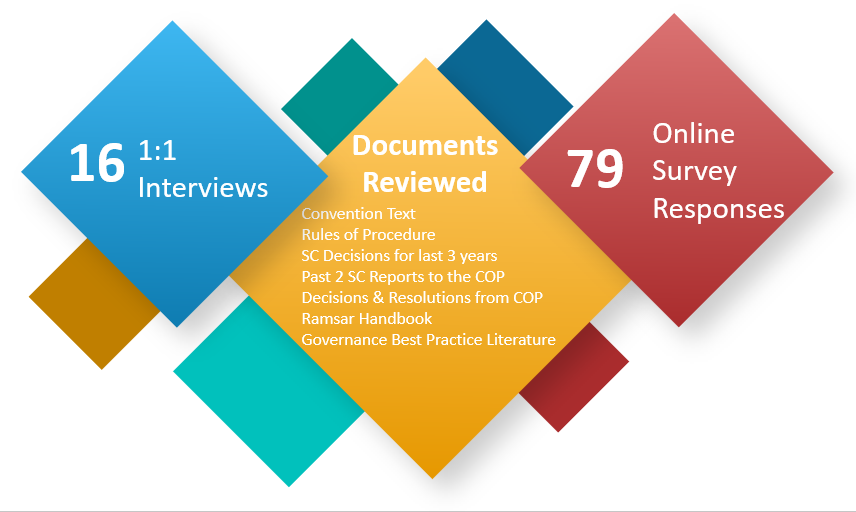 16
1:1
Interviews
Documents
Reviewed
Convention Text
Rules of Procedure
SC Decisions for last 3 years
Past 2 SC Reports to the COP
Decisions & Resolutions from COP
Ramsar Handbook
Governance Best Practice Literature
79
Online
Survey
Responses